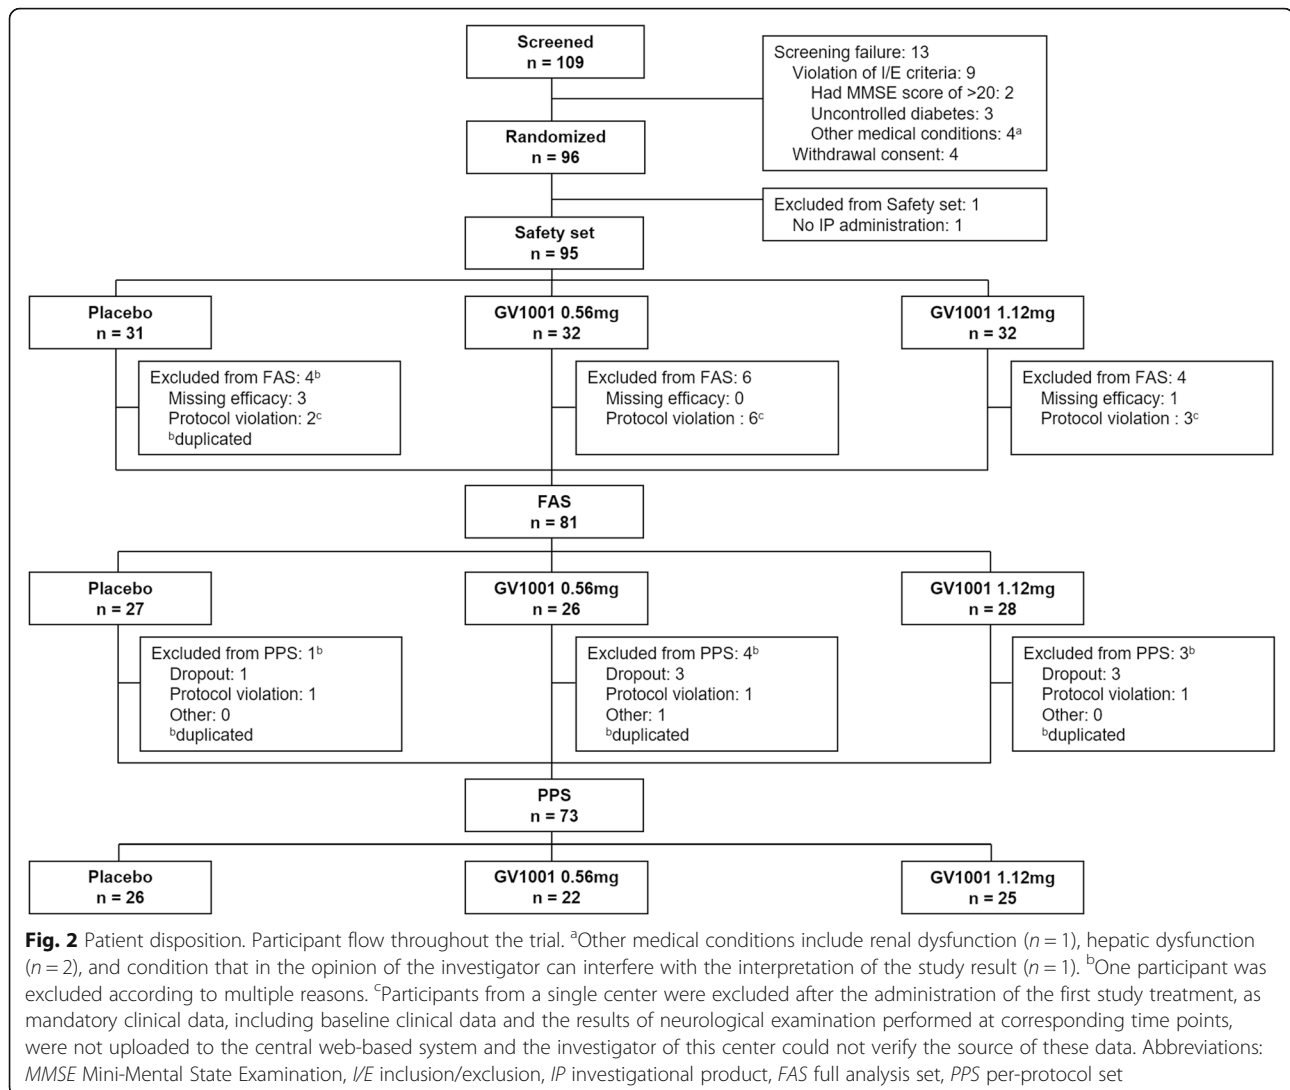 Screened
n = 109
Screening failure: 13
Violation of I/E criteria: 9
Had MMSE score of >20: 2
Uncontrolled diabetes: 3
Other medical conditions: 4ᵃ
Withdrawal consent: 4
Randomized
n = 96
Excluded from Safety set: 1
No IP administration: 1
Safety set
n = 95
Placebo
n = 31
GV1001 0.56mg
n = 32
GV1001 1.12mg
n = 32
Excluded from FAS: 4ᵇ
Missing efficacy: 3
Protocol violation: 2ᶜ
ᵇduplicated
Excluded from FAS: 6
Missing efficacy: 0
Protocol violation : 6ᶜ
Excluded from FAS: 4
Missing efficacy: 1
Protocol violation : 3ᶜ
FAS
n = 81
Placebo
n = 27
GV1001 0.56mg
n = 26
GV1001 1.12mg
n = 28
Excluded from PPS: 1ᵇ
Dropout: 1
Protocol violation: 1
Other: 0
ᵇduplicated
Excluded from PPS: 4ᵇ
Dropout: 3
Protocol violation: 1
Other: 1
ᵇduplicated
Excluded from PPS: 3ᵇ
Dropout: 3
Protocol violation: 1
Other: 0
ᵇduplicated
PPS
n = 73
Placebo
n = 26
GV1001 0.56mg
n = 22
GV1001 1.12mg
n = 25
Fig. 2 Patient disposition. Participant flow throughout the trial. ᵃOther medical conditions include renal dysfunction (n = 1), hepatic dysfunction
(n = 2), and condition that in the opinion of the investigator can interfere with the interpretation of the study result (n = 1). ᵇOne participant was
excluded according to multiple reasons. ᶜParticipants from a single center were excluded after the administration of the first study treatment, as
mandatory clinical data, including baseline clinical data and the results of neurological examination performed at corresponding time points,
were not uploaded to the central web-based system and the investigator of this center could not verify the source of these data. Abbreviations:
MMSE Mini-Mental State Examination, I/E inclusion/exclusion, IP investigational product, FAS full analysis set, PPS per-protocol set